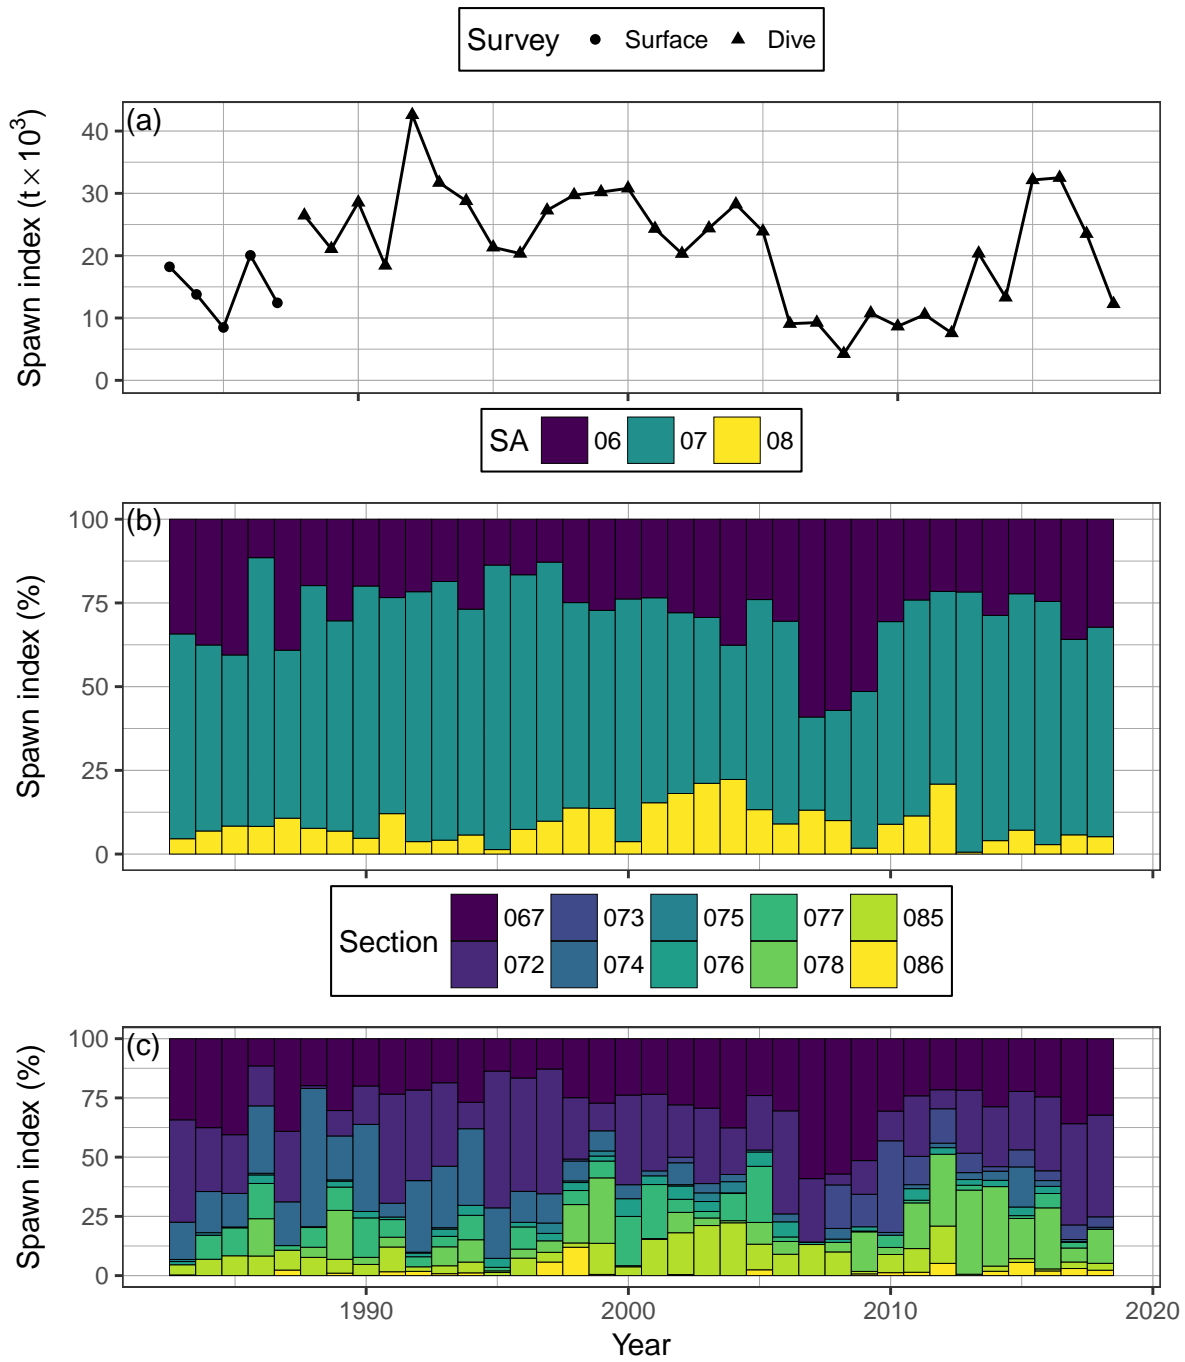 Survey Surface Dive
(a)
Spawn index (t × 10³)
40
30
20
10
0
SA 06 07 08
(b)
Spawn index (%)
100
75
50
25
0
Section 067 073 075 077 085
072 074 076 078 086
(c)
Spawn index (%)
100
75
50
25
0
1990 2000 2010 2020
Year